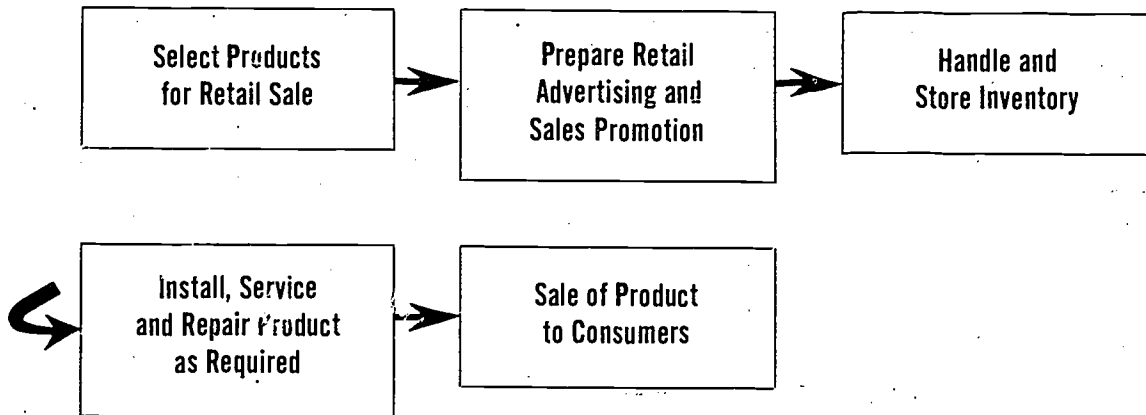 Select Products
for Retail Sale
Prepare Retail
Advertising and
Sales Promotion
Handle and
Store Inventory
Install, Service
and Repair Product
as Required
Sale of Product
to Consumers